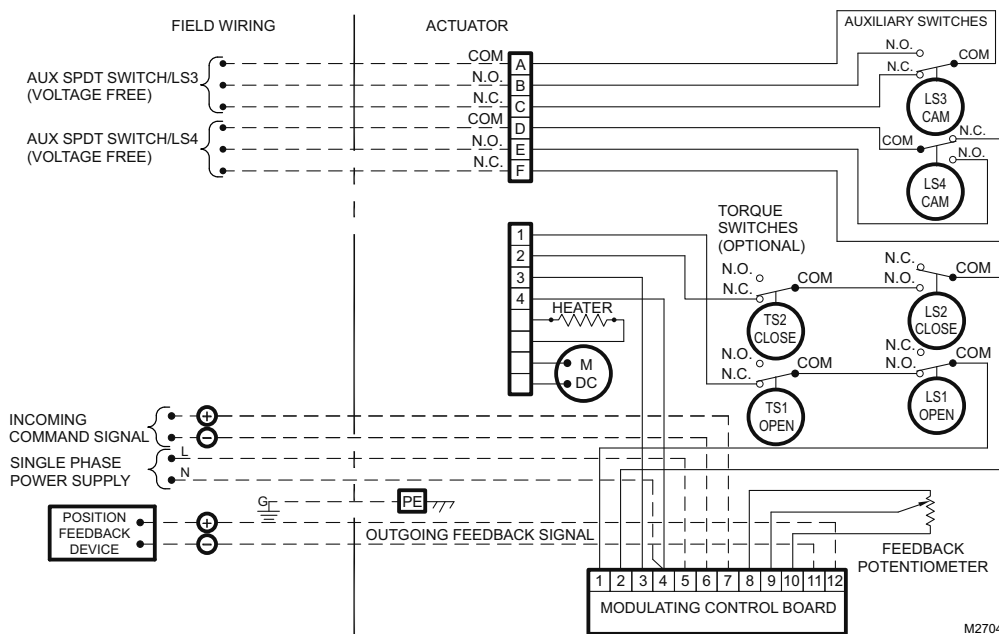 FIELD WIRING
ACTUATOR
AUXILIARY SWITCHES
AUX SPDT SWITCH/LS3
(VOLTAGE FREE)
COM A
N.O. B
N.C. C
N.O.
COM
N.C.
LS3
CAM
AUX SPDT SWITCH/LS4
(VOLTAGE FREE)
COM D
N.O. E
N.C. F
N.C.
COM
N.O.
LS4
CAM
TORQUE
SWITCHES
(OPTIONAL)
1
2
3
4
HEATER
M
DC
N.O.
N.C.
COM
TS2
CLOSE
N.C.
N.O.
COM
LS2
CLOSE
N.O.
N.C.
COM
TS1
OPEN
N.C.
N.O.
COM
LS1
OPEN
INCOMING
COMMAND SIGNAL
+
−
SINGLE PHASE
POWER SUPPLY
L
N
G
PE
POSITION
FEEDBACK
DEVICE
+
−
OUTGOING FEEDBACK SIGNAL
FEEDBACK
POTENTIOMETER
1 2 3 4 5 6 7 8 9 10 11 12
MODULATING CONTROL BOARD
M2704